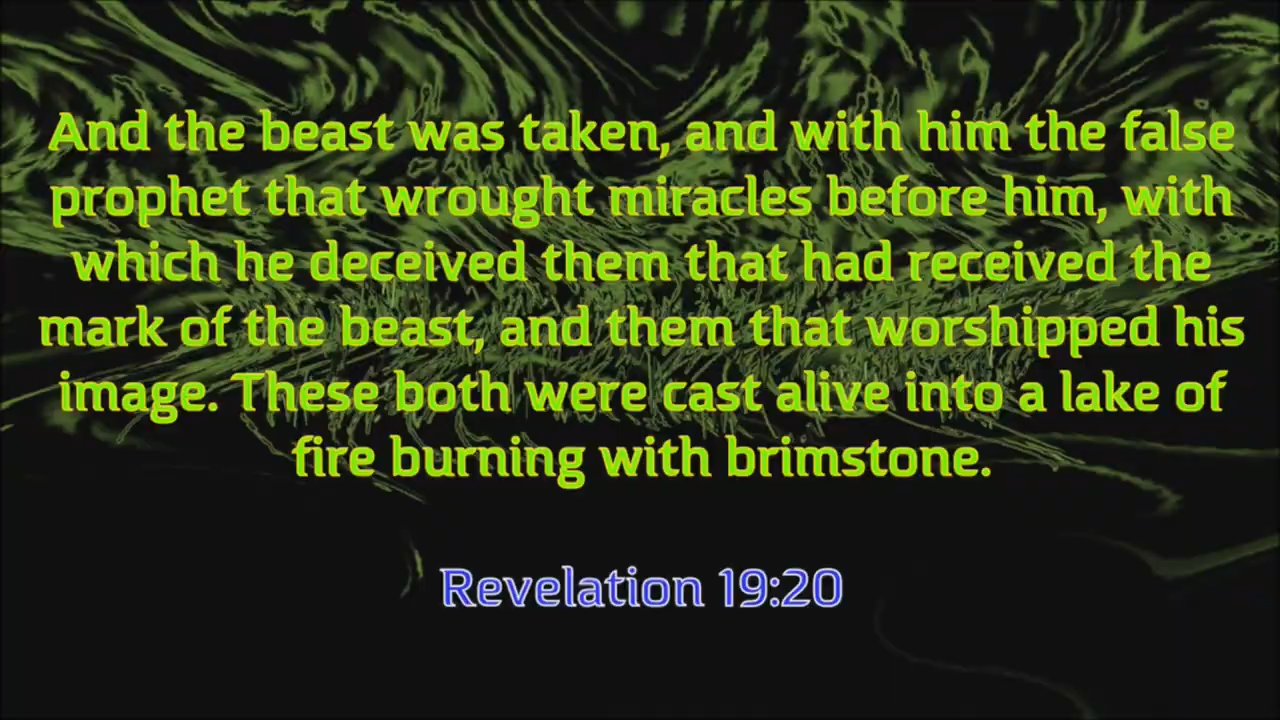 And the beast was taken, and with him the false
prophet that wrought miracles before him, with
which he deceived them that had received the
mark of the beast, and them that worshipped his
image. These both were cast alive into a lake of
fire burning with brimstone.
Revelation 19:20